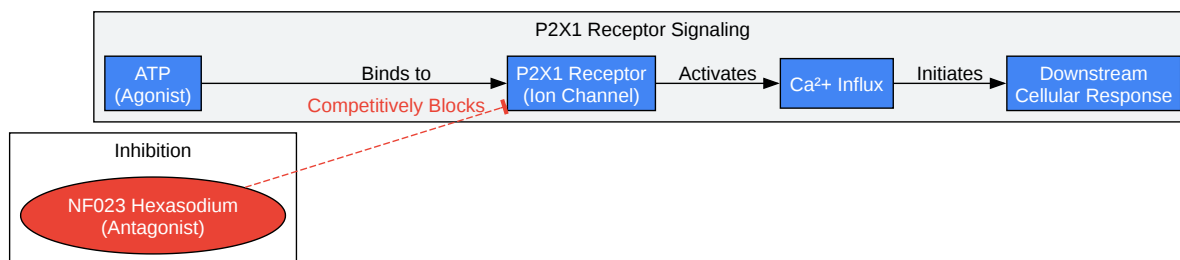 P2X1 Receptor Signaling
ATP
(Agonist)
Binds to
P2X1 Receptor
(Ion Channel)
Activates
Ca²+ Influx
Initiates
Downstream
Cellular Response
Competitively Blocks
Inhibition
NF023 Hexasodium
(Antagonist)